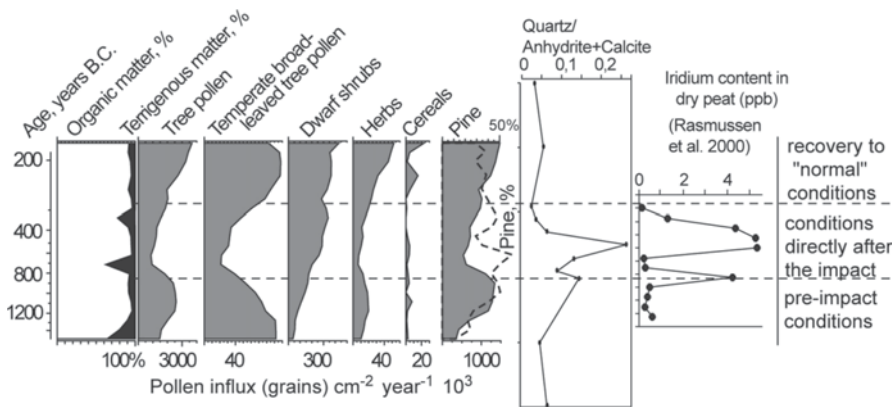 Age, years B.C.
Organic matter, %
Terrigenous matter, %
Tree pollen
Temperate broad-
leaved tree pollen
Dwarf shrubs
Herbs
Cereals
Pine
50%
Pine, %
200
400
800
1200
100%
3000
40
300
40
20
1000
Pollen influx (grains) cm-2 year-1 103
Quartz/
Anhydrite+Calcite
0 0,1 0,2
Iridium content in
dry peat (ppb)
(Rasmussen
et al. 2000)
0 2 4
recovery to
"normal"
conditions
conditions
directly after
the impact
pre-impact
conditions